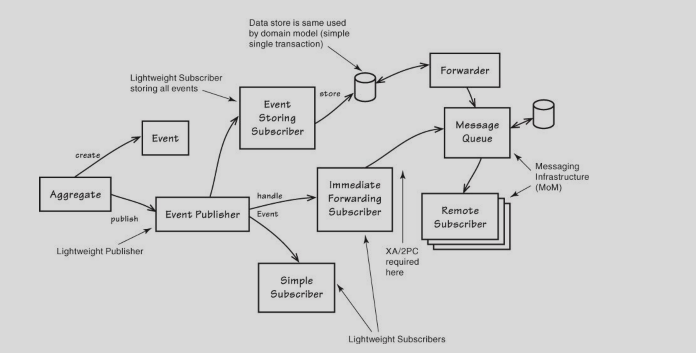 Data store is same used
by domain model (simple
single transaction)
Forwarder
Lightweight Subscriber
storing all events
Event
Storing
Subscriber
store
Message
Queue
Event
create
Messaging
Infrastructure
(MoM)
Aggregate
publish
Event Publisher
handle
Event
Immediate
Forwarding
Subscriber
Remote
Subscriber
Lightweight Publisher
XA/2PC
required
here
Simple
Subscriber
Lightweight Subscribers